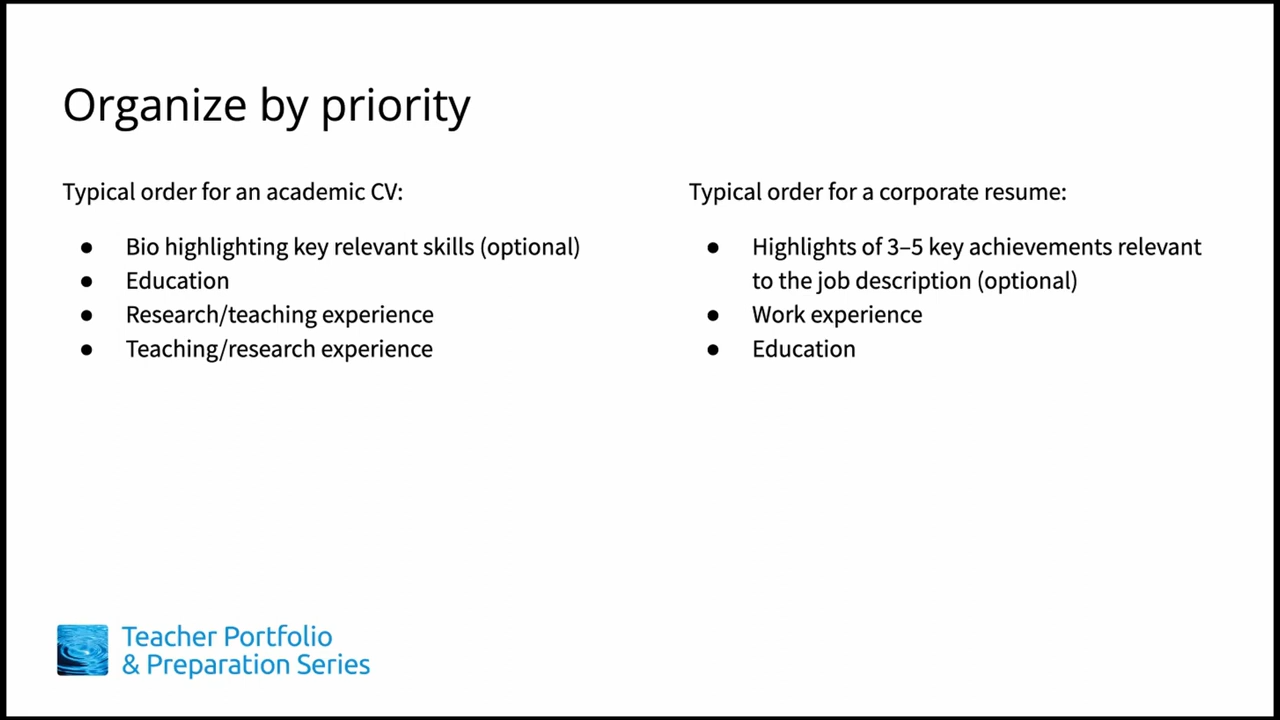 Organize by priority
Typical order for an academic CV:
● Bio highlighting key relevant skills (optional)
● Education
● Research/teaching experience
● Teaching/research experience
Typical order for a corporate resume:
● Highlights of 3–5 key achievements relevant
to the job description (optional)
● Work experience
● Education
Teacher Portfolio
& Preparation Series